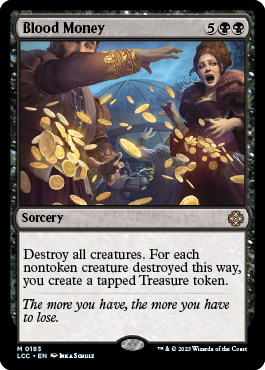 Blood Money 5
Sorcery
Destroy all creatures. For each
nontoken creature destroyed this way,
you create a tapped Treasure token.
The more you have, the more you have
to lose.
M 0183
LCC • EN Inka Schulz
™ & © 2023 Wizards of the Coast